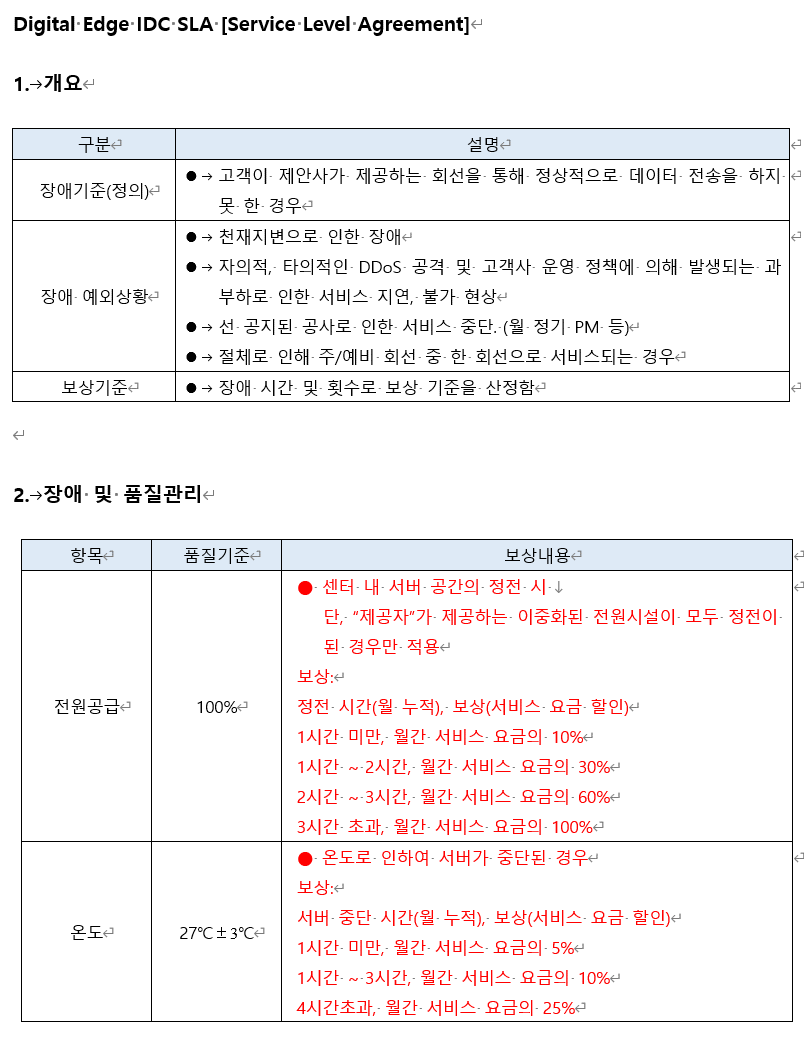 Digital Edge IDC SLA [Service Level Agreement]
1. 개요
구분
설명
장애기준(정의)
● 고객이 제안사가 제공하는 회선을 통해 정상적으로 데이터 전송을 하지
못 한 경우
장애 예외상황
● 천재지변으로 인한 장애
● 자의적, 타의적인 DDoS 공격 및 고객사 운영 정책에 의해 발생되는 과
부하로 인한 서비스 지연, 불가 현상
● 선 공지된 공사로 인한 서비스 중단. (월 정기 PM 등)
● 절체로 인해 주/예비 회선 중 한 회선으로 서비스되는 경우
보상기준
● 장애 시간 및 횟수로 보상 기준을 산정함
2. 장애 및 품질관리
항목
품질기준
보상내용
전원공급
100%
● 센터 내 서버 공간의 정전 시
단, “제공자”가 제공하는 이중화된 전원시설이 모두 정전이
된 경우만 적용
보상:
정전 시간(월 누적), 보상(서비스 요금 할인)
1시간 미만, 월간 서비스 요금의 10%
1시간 ~ 2시간, 월간 서비스 요금의 30%
2시간 ~ 3시간, 월간 서비스 요금의 60%
3시간 초과, 월간 서비스 요금의 100%
온도
27℃±3℃
● 온도로 인하여 서버가 중단된 경우
보상:
서버 중단 시간(월 누적), 보상(서비스 요금 할인)
1시간 미만, 월간 서비스 요금의 5%
1시간 ~ 3시간, 월간 서비스 요금의 10%
4시간초과, 월간 서비스 요금의 25%